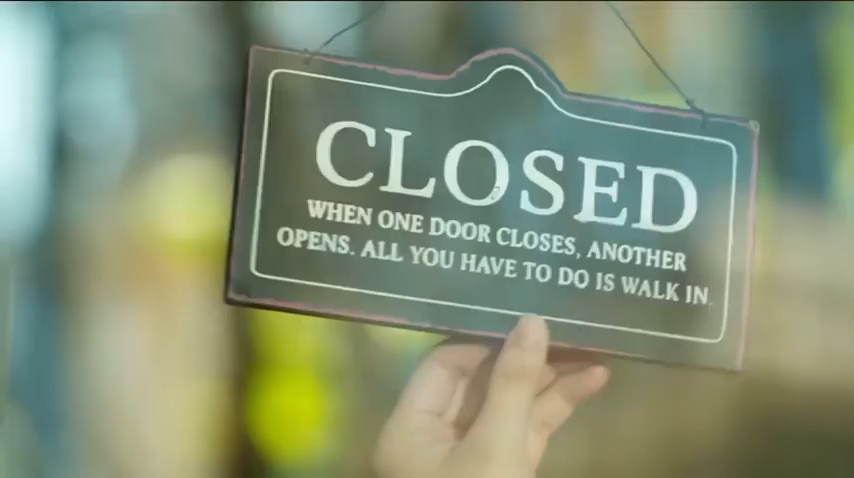 CLOSED
WHEN ONE DOOR CLOSES, ANOTHER
OPENS. ALL YOU HAVE TO DO IS WALK IN.